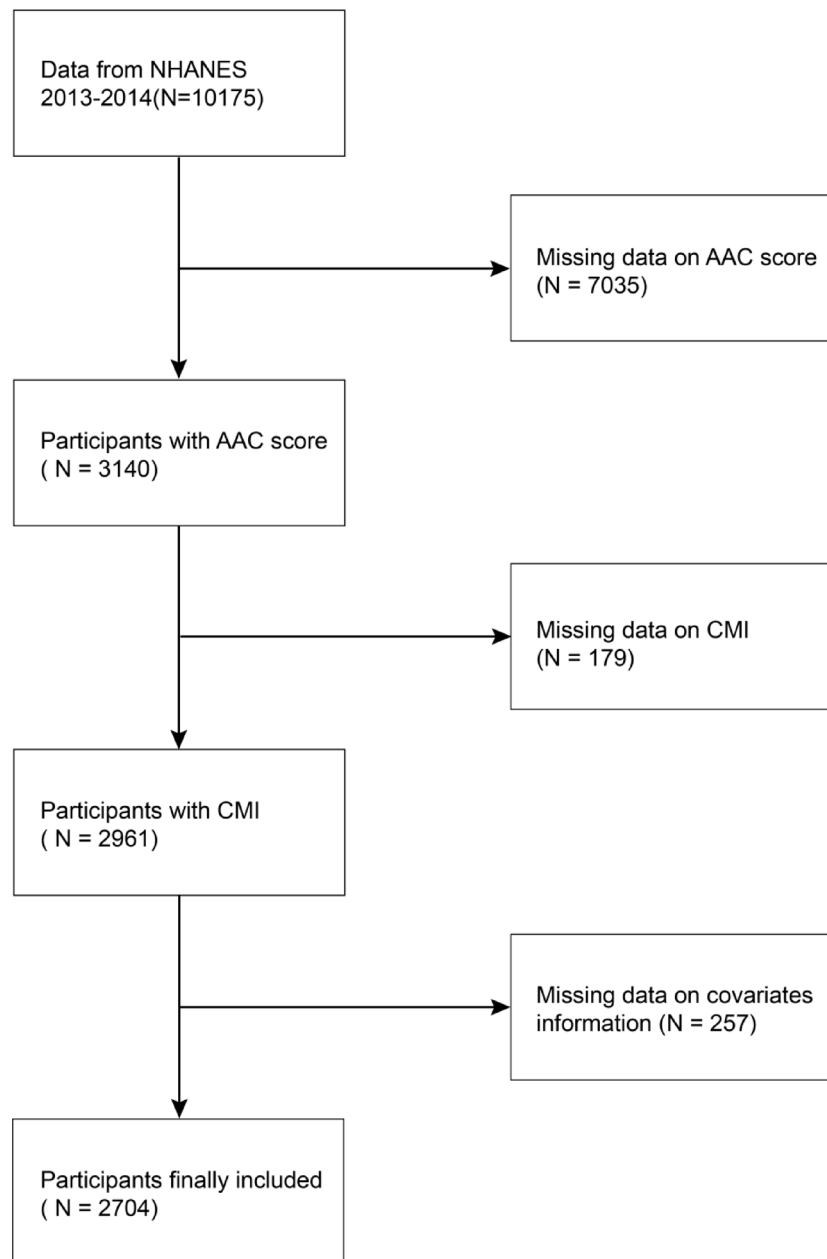 Data from NHANES
2013-2014(N=10175)
Missing data on AAC score
(N = 7035)
Participants with AAC score
( N = 3140)
Missing data on CMI
(N = 179)
Participants with CMI
( N = 2961)
Missing data on covariates
information (N = 257)
Participants finally included
( N = 2704)